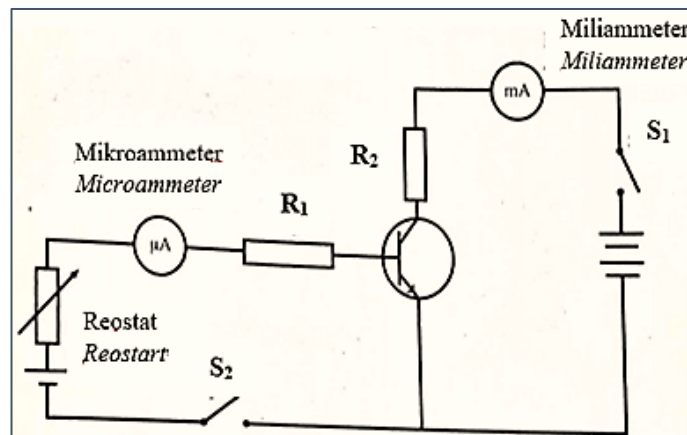 Miliammeter
Miliammeter
mA
S1
R2
Mikroammeter
Microammeter
R1
µA
Reostat
Reostart
S2